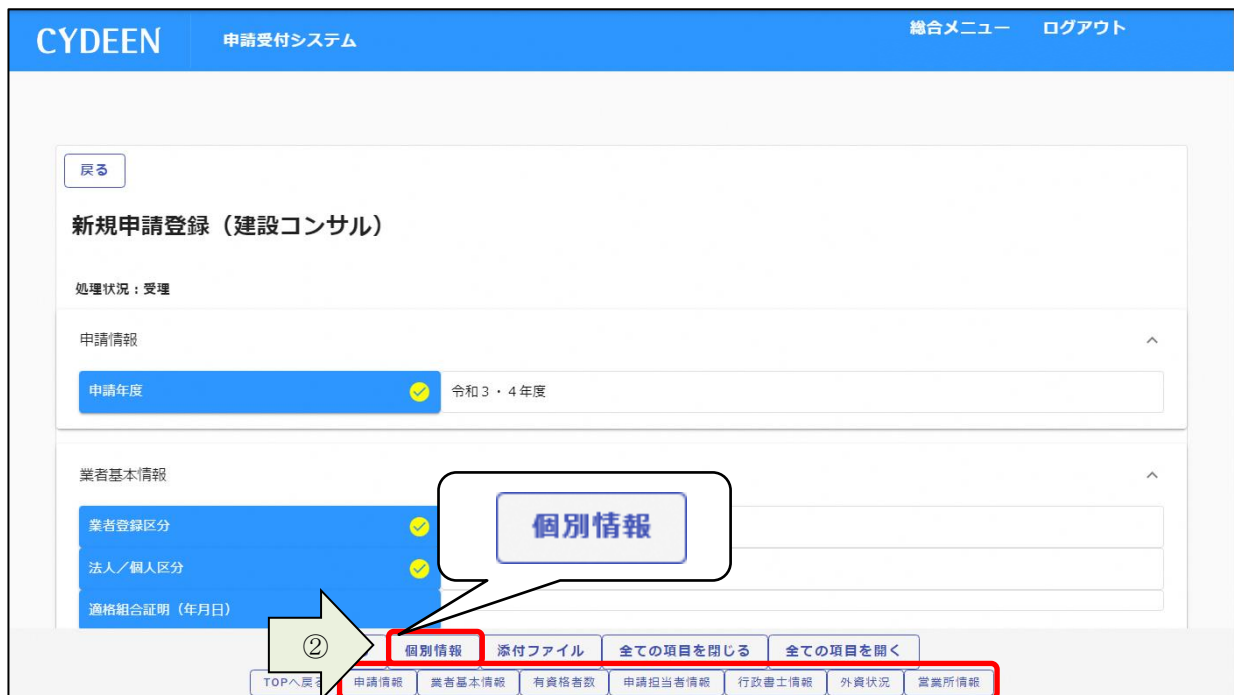 CYDEEN 申請受付システム 総合メニュー ログアウト
戻る
新規申請登録（建設コンサル）
処理状況：受理
申請情報
申請年度 令和３・４年度
業者基本情報
業者登録区分
個別情報
法人／個人区分
適格組合証明（年月日）
② 個別情報 添付ファイル 全ての項目を閉じる 全ての項目を開く
TOPへ戻る 申請情報 業者基本情報 有資格者数 申請担当者情報 行政書士情報 外資状況 営業所情報